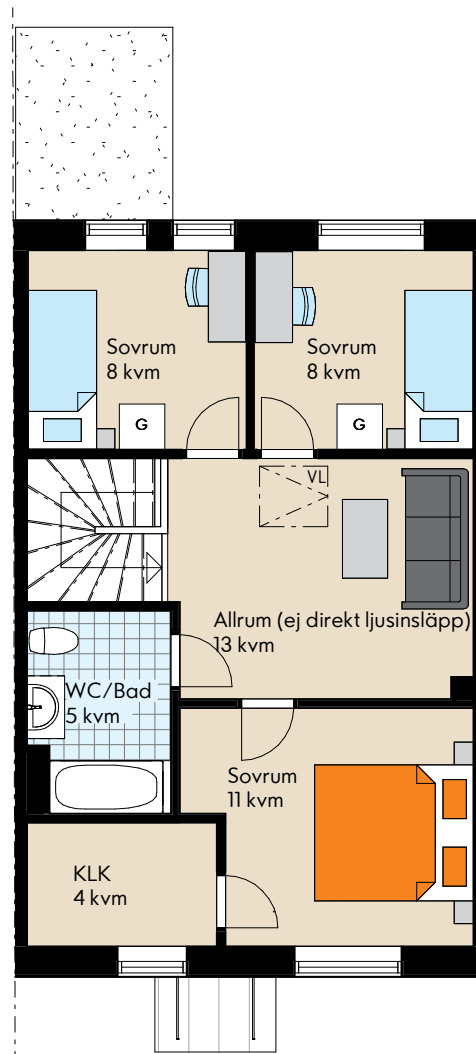 Sovrum
8 kvm
Sovrum
8 kvm
G
G
VL
Allrum (ej direkt ljusinsläpp)
13 kvm
WC/Bad
5 kvm
Sovrum
11 kvm
KLK
4 kvm